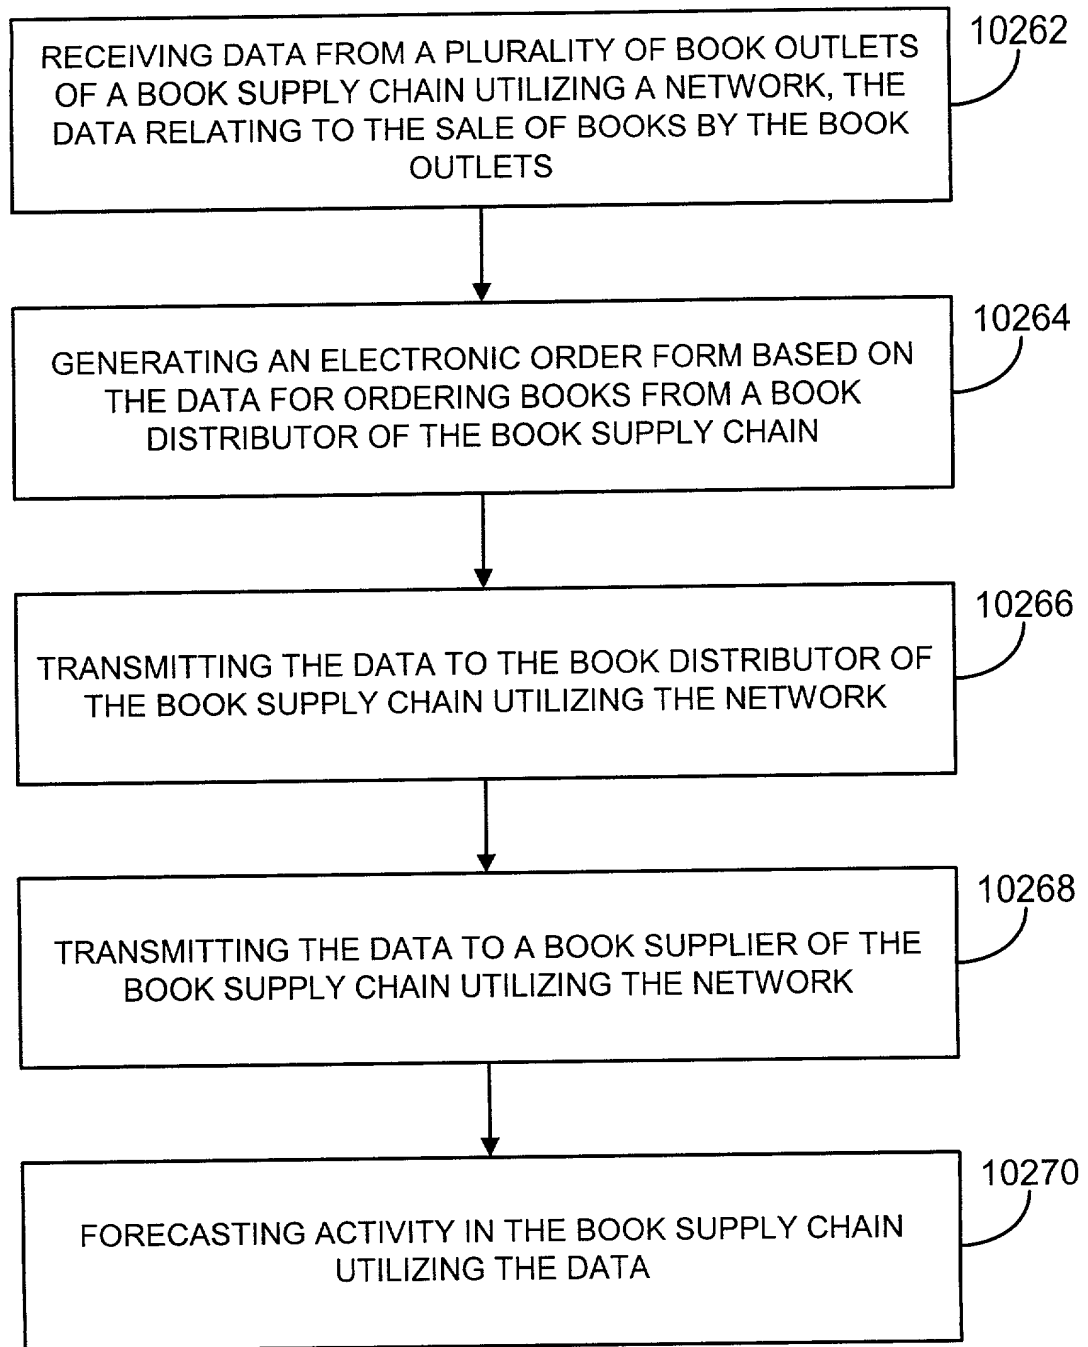 10262
RECEIVING DATA FROM A PLURALITY OF BOOK OUTLETS
OF A BOOK SUPPLY CHAIN UTILIZING A NETWORK, THE
DATA RELATING TO THE SALE OF BOOKS BY THE BOOK
OUTLETS
10264
GENERATING AN ELECTRONIC ORDER FORM BASED ON
THE DATA FOR ORDERING BOOKS FROM A BOOK
DISTRIBUTOR OF THE BOOK SUPPLY CHAIN
10266
TRANSMITTING THE DATA TO THE BOOK DISTRIBUTOR OF
THE BOOK SUPPLY CHAIN UTILIZING THE NETWORK
10268
TRANSMITTING THE DATA TO A BOOK SUPPLIER OF THE
BOOK SUPPLY CHAIN UTILIZING THE NETWORK
10270
FORECASTING ACTIVITY IN THE BOOK SUPPLY CHAIN
UTILIZING THE DATA